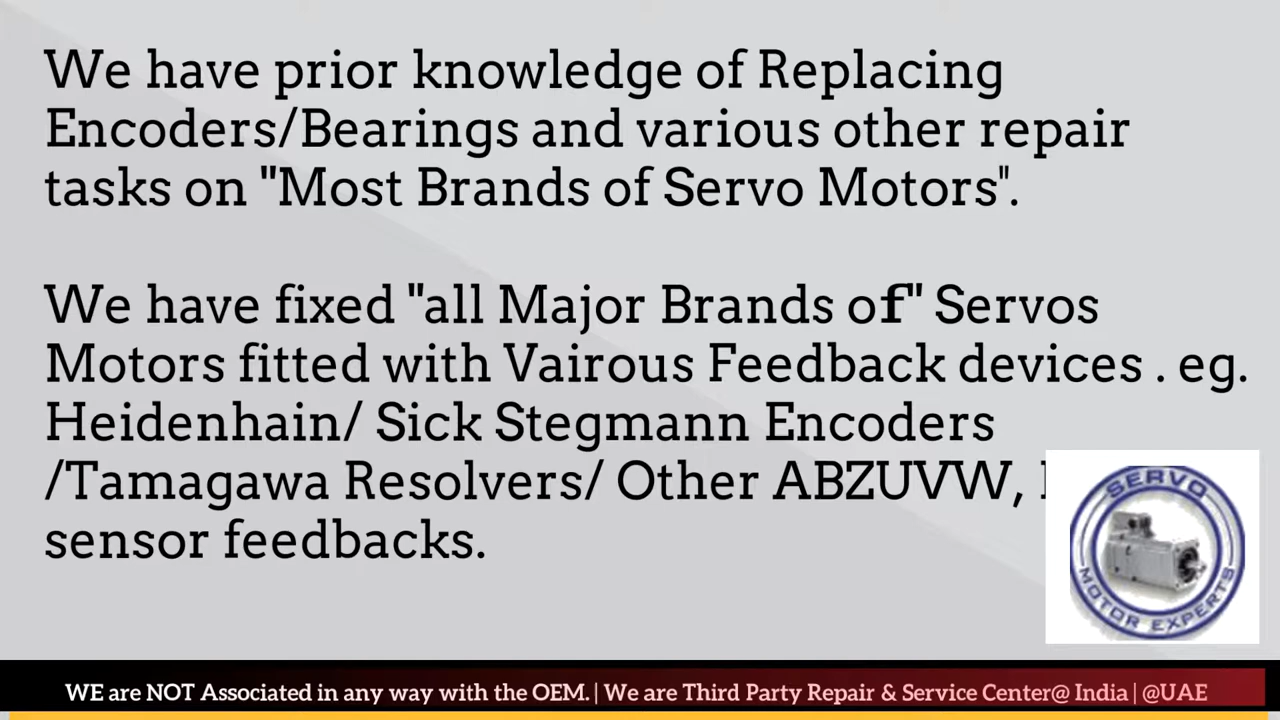 We have prior knowledge of Replacing
Encoders/Bearings and various other repair
tasks on "Most Brands of Servo Motors".
We have fixed "all Major Brands of" Servos
Motors fitted with Vairous Feedback devices . eg.
Heidenhain/ Sick Stegmann Encoders
/Tamagawa Resolvers/ Other ABZUVW,
sensor feedbacks.
SERVO
MOTOR EXPERTS
WE are NOT Associated in any way with the OEM. | We are Third Party Repair & Service Center@ India | @UAE